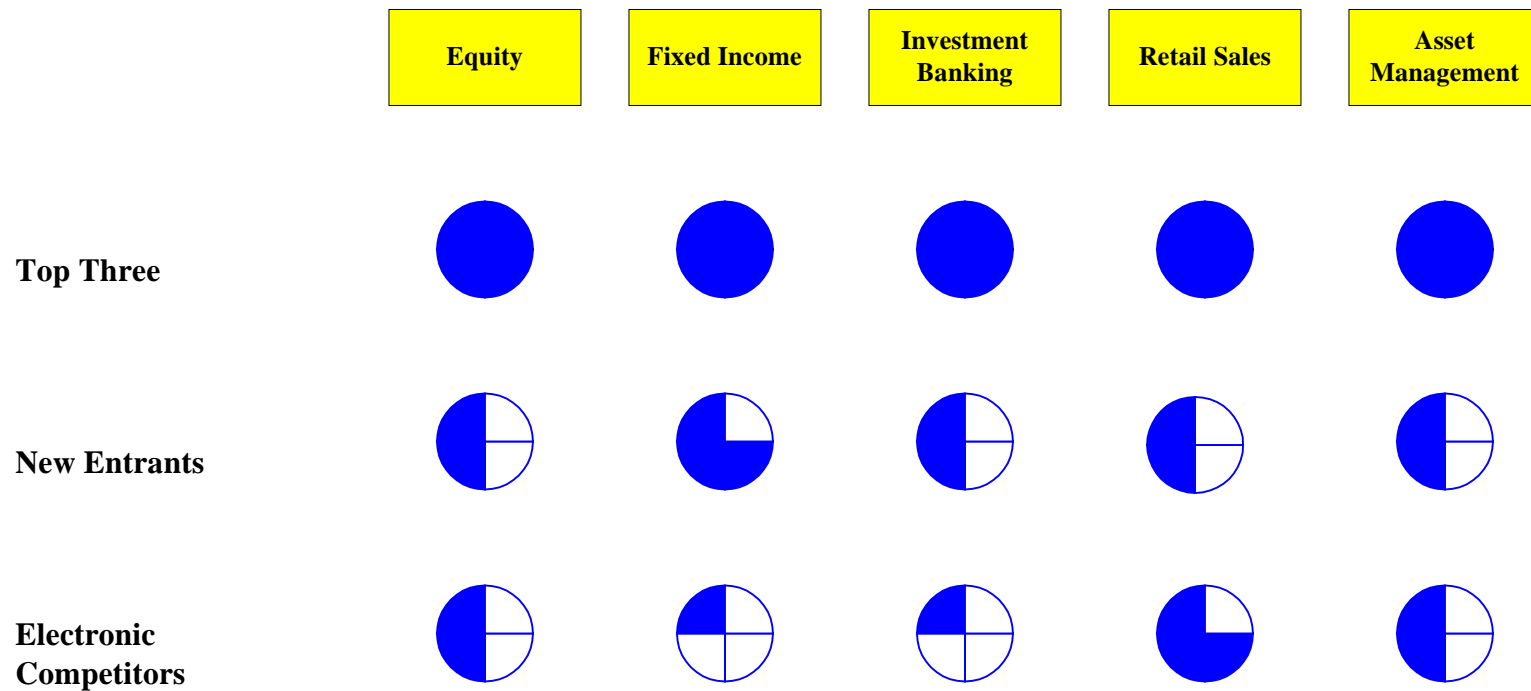 Equity
Fixed Income
Investment
Banking
Retail Sales
Asset
Management
Top Three
New Entrants
Electronic
Competitors